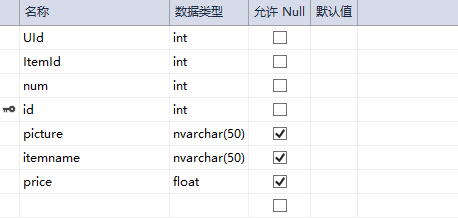 名称 数据类型 允许 Null 默认值
UId int
ItemId int
num int
id int
picture nvarchar(50)
itemname nvarchar(50)
price float